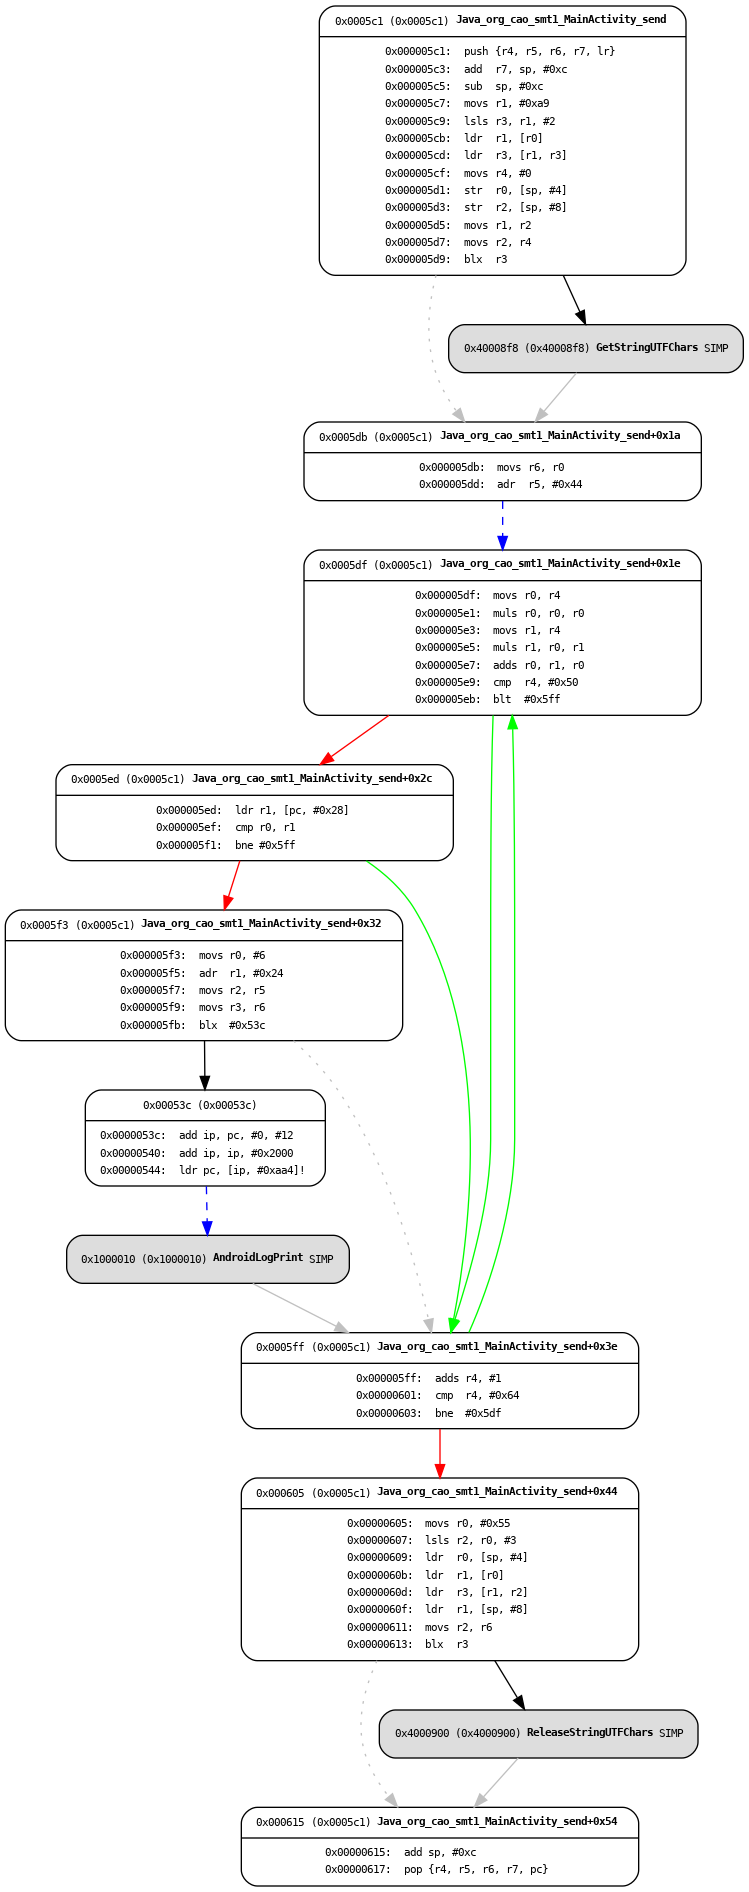 0x0005c1 (0x0005c1) Java_org_cao_smt1_MainActivity_send
0x000005c1: push {r4, r5, r6, r7, lr}
0x000005c3: add r7, sp, #0xc
0x000005c5: sub sp, #0xc
0x000005c7: movs r1, #0xa9
0x000005c9: lsls r3, r1, #2
0x000005cb: ldr r1, [r0]
0x000005cd: ldr r3, [r1, r3]
0x000005cf: movs r4, #0
0x000005d1: str r0, [sp, #4]
0x000005d3: str r2, [sp, #8]
0x000005d5: movs r1, r2
0x000005d7: movs r2, r4
0x000005d9: blx r3
0x40008f8 (0x40008f8) GetStringUTFChars SIMP
0x0005db (0x0005c1) Java_org_cao_smt1_MainActivity_send+0x1a
0x000005db: movs r6, r0
0x000005dd: adr r5, #0x44
0x0005df (0x0005c1) Java_org_cao_smt1_MainActivity_send+0x1e
0x000005df: movs r0, r4
0x000005e1: muls r0, r0, r0
0x000005e3: movs r1, r4
0x000005e5: muls r1, r0, r1
0x000005e7: adds r0, r1, r0
0x000005e9: cmp r4, #0x50
0x000005eb: blt #0x5ff
0x0005ed (0x0005c1) Java_org_cao_smt1_MainActivity_send+0x2c
0x000005ed: ldr r1, [pc, #0x28]
0x000005ef: cmp r0, r1
0x000005f1: bne #0x5ff
0x0005f3 (0x0005c1) Java_org_cao_smt1_MainActivity_send+0x32
0x000005f3: movs r0, #6
0x000005f5: adr r1, #0x24
0x000005f7: movs r2, r5
0x000005f9: movs r3, r6
0x000005fb: blx #0x53c
0x00053c (0x00053c)
0x0000053c: add ip, pc, #0, #12
0x00000540: add ip, ip, #0x2000
0x00000544: ldr pc, [ip, #0xaa4]!
0x1000010 (0x1000010) AndroidLogPrint SIMP
0x0005ff (0x0005c1) Java_org_cao_smt1_MainActivity_send+0x3e
0x000005ff: adds r4, #1
0x00000601: cmp r4, #0x64
0x00000603: bne #0x5df
0x000605 (0x0005c1) Java_org_cao_smt1_MainActivity_send+0x44
0x00000605: movs r0, #0x55
0x00000607: lsls r2, r0, #3
0x00000609: ldr r0, [sp, #4]
0x0000060b: ldr r1, [r0]
0x0000060d: ldr r3, [r1, r2]
0x0000060f: ldr r1, [sp, #8]
0x00000611: movs r2, r6
0x00000613: blx r3
0x4000900 (0x4000900) ReleaseStringUTFChars SIMP
0x000615 (0x0005c1) Java_org_cao_smt1_MainActivity_send+0x54
0x00000615: add sp, #0xc
0x00000617: pop {r4, r5, r6, r7, pc}